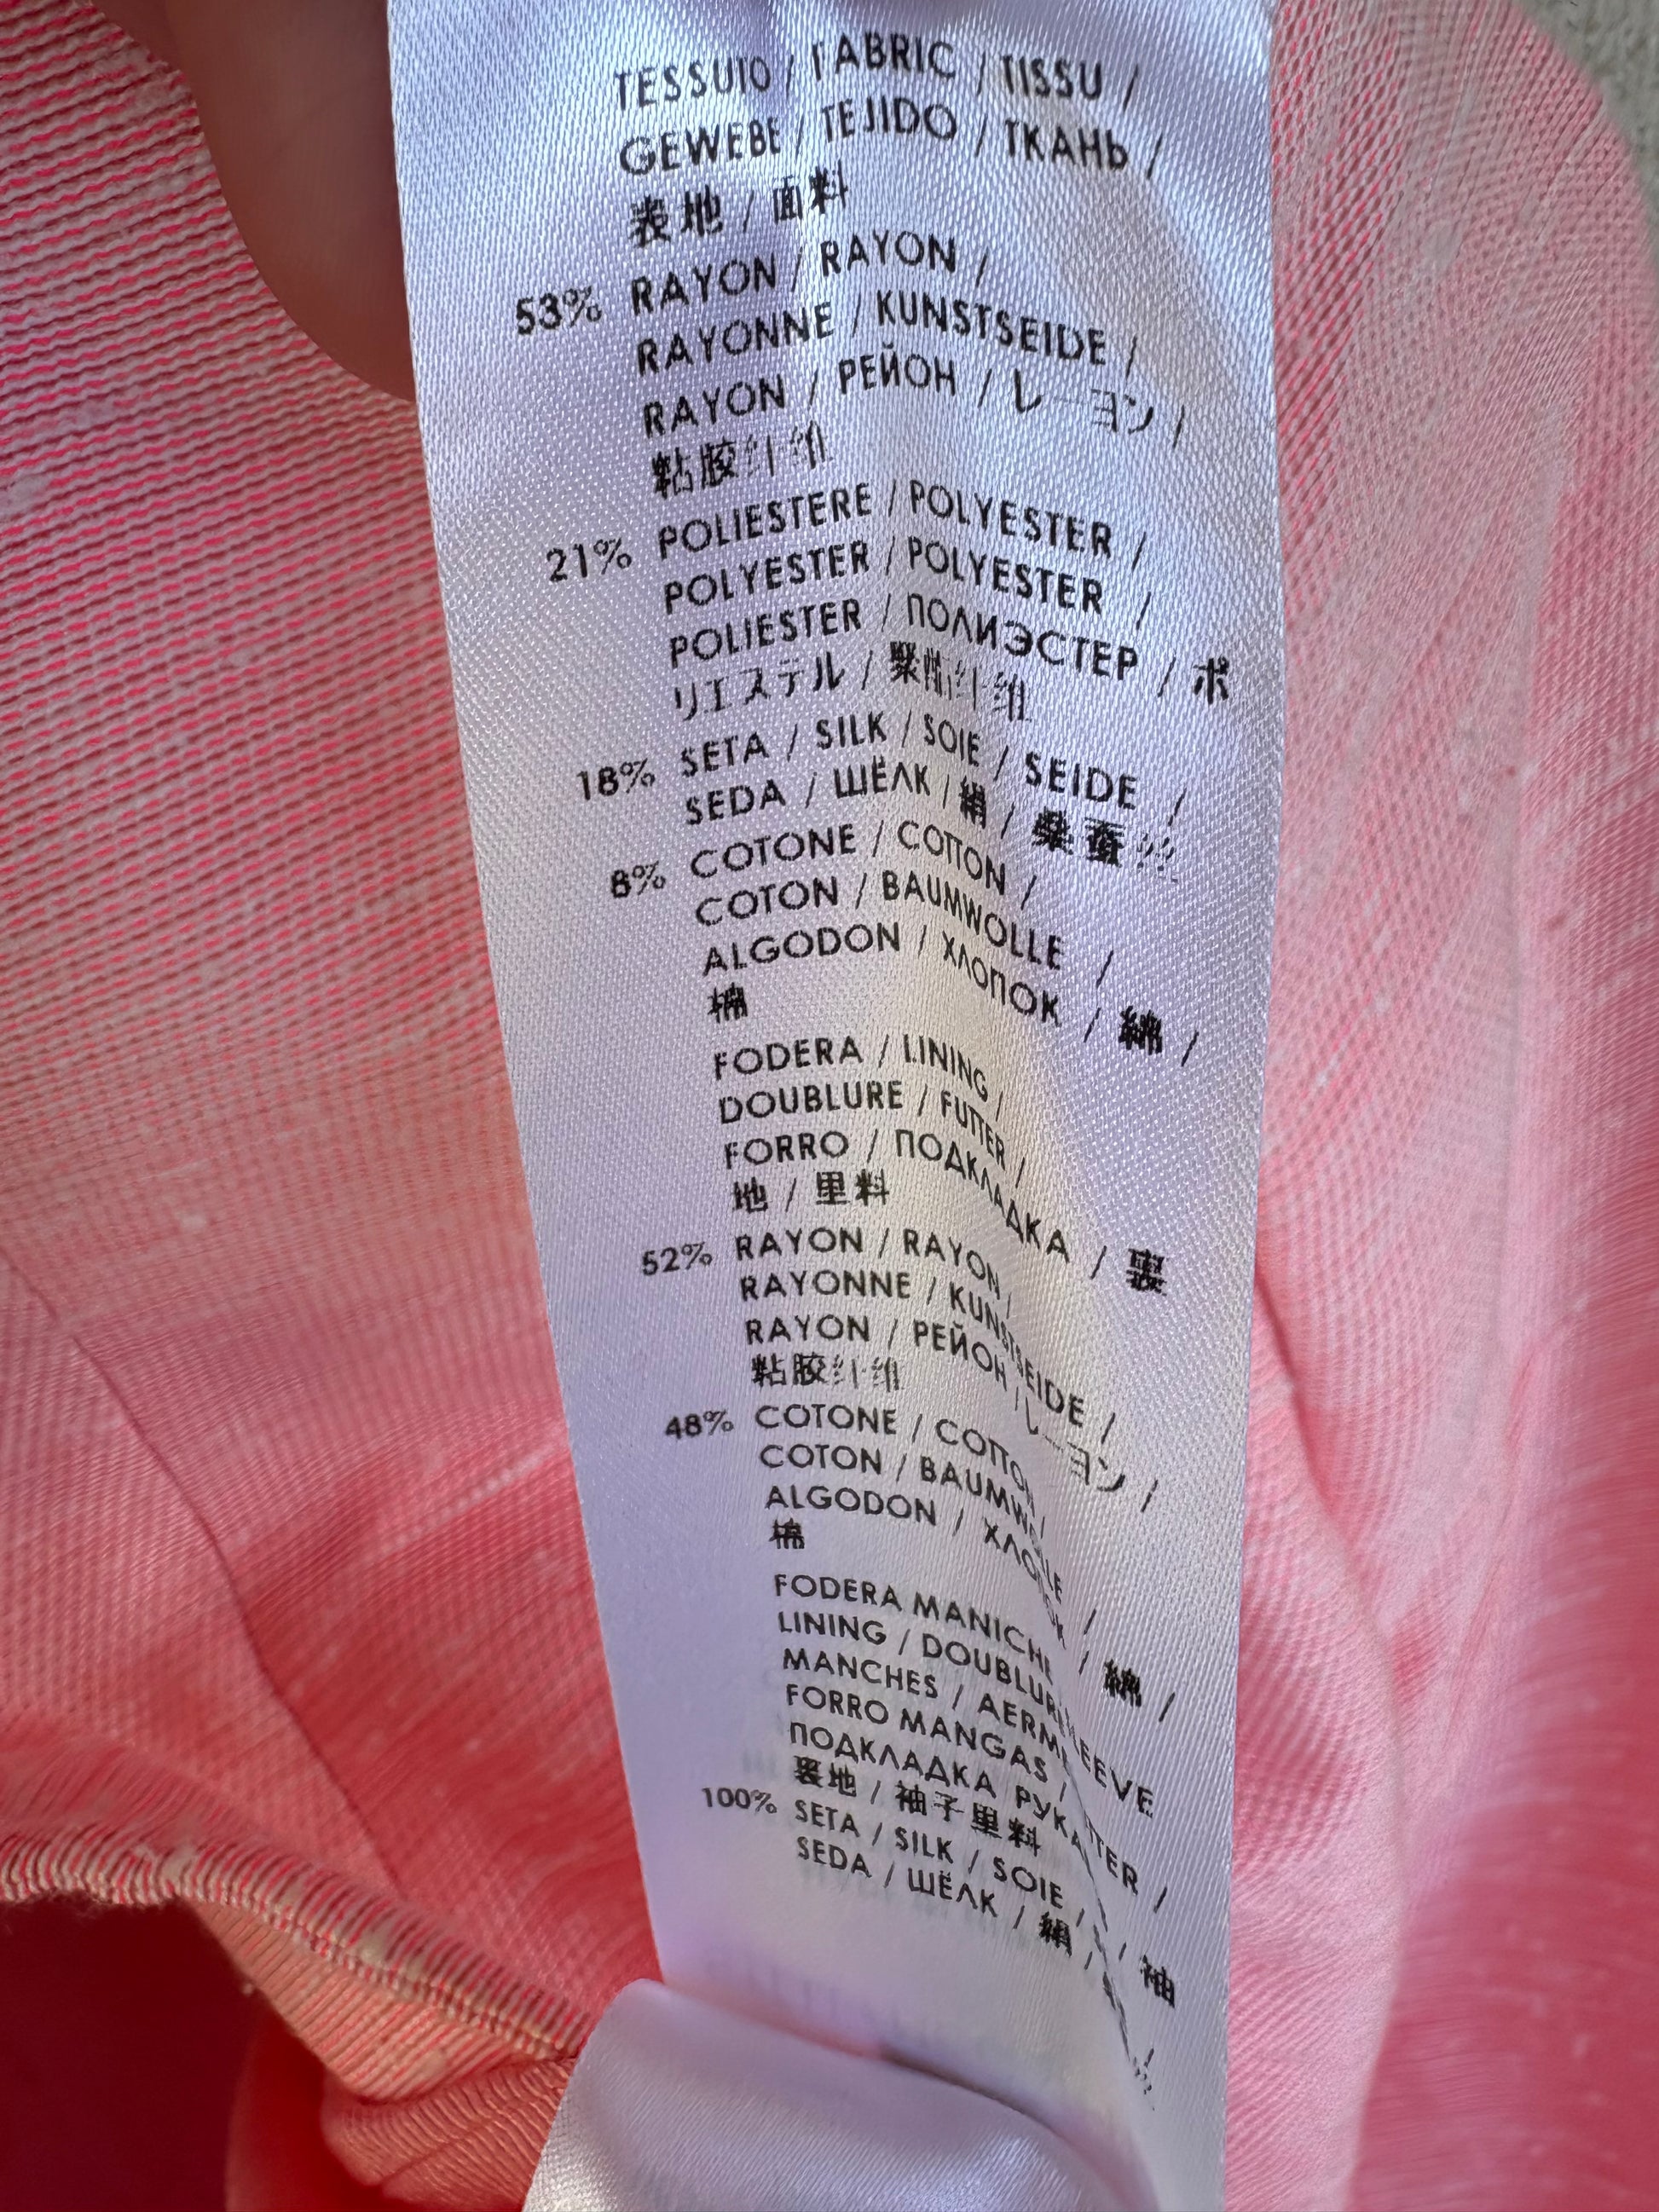 TESSUTO / FABRIC / TISSU /
GEWEBE / TEJIDO / ТКАНЬ /
表地 / 面料
53% RAYON / RAYON /
RAYONNE / KUNSTSEIDE /
RAYON / РЕЙОН / レーヨン /
粘胶纤维
21% POLIESTERE / POLYESTER /
POLYESTER / POLYESTER /
POLIESTER / ПОЛИЭСТЕР / ポ
リエステル / 聚酯纤维
18% SETA / SILK / SOIE / SEIDE /
SEDA / ШЁЛК / 絹 / 桑蚕丝
8% COTONE / COTTON /
COTON / BAUMWOLLE /
ALGODON / ХЛОПОК / 綿 /
棉
FODERA / LINING /
DOUBLURE / FUTTER /
FORRO / ПОДКЛАДКА / 裏
地 / 里料
52% RAYON / RAYON /
RAYONNE / KUNSTSEIDE /
RAYON / РЕЙОН / レーヨン /
粘胶纤维
48% COTONE / COTTON /
COTON / BAUMWOLLE /
ALGODON / ХЛОПОК / 綿 /
棉
FODERA MANICHE LEEVE
LINING / DOUBLURE
MANCHES / AERM TTER /
FORRO MANGAS /
ПОДКЛАДКА РУКА / 袖
裏地 / 袖子里料
100% SETA / SILK / SOIE /
SEDA / ШЁЛК / 絹 /